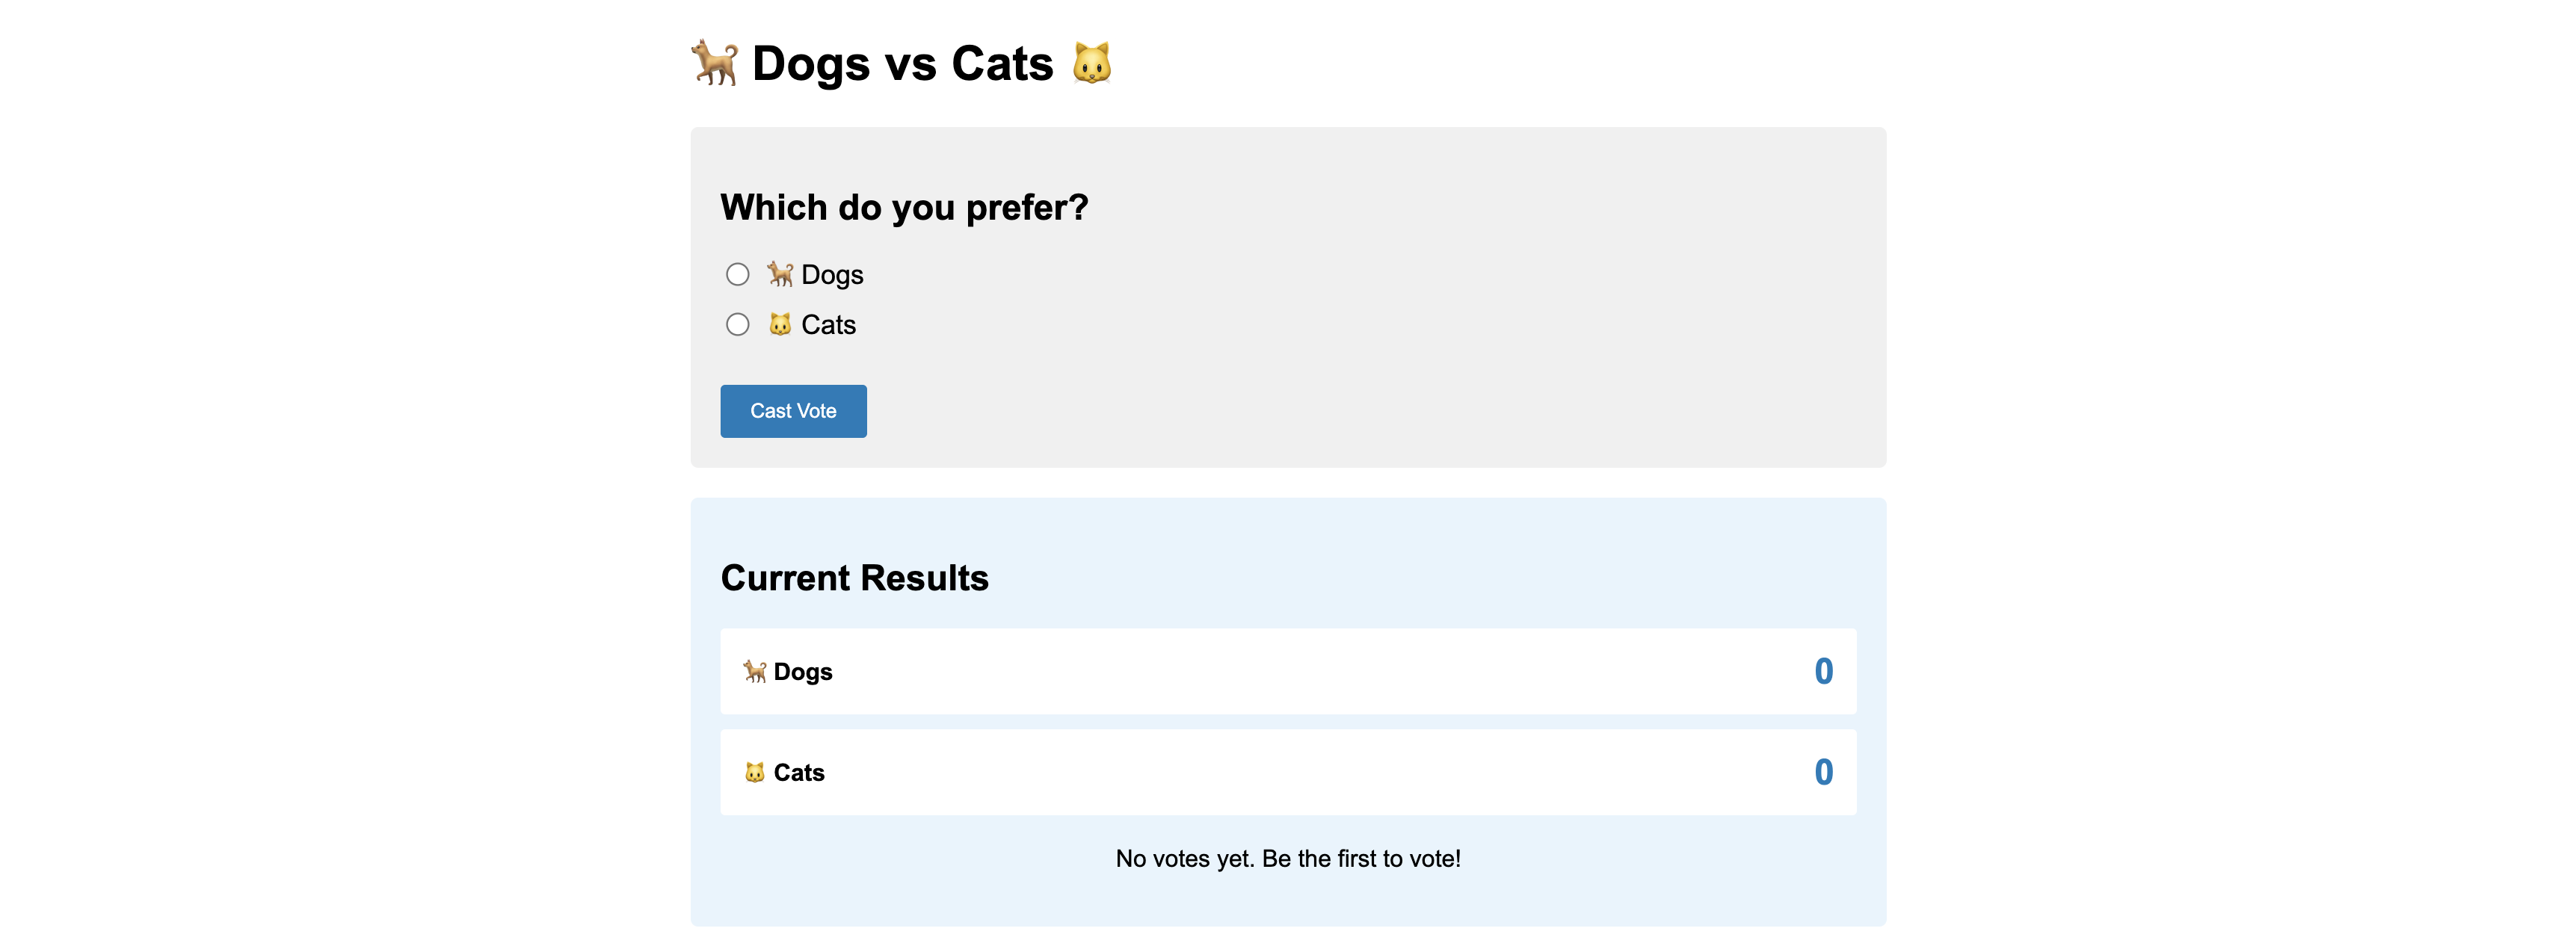 🐕 Dogs vs Cats 🐱
Which do you prefer?
🐕 Dogs
🐱 Cats
Cast Vote
Current Results
🐕 Dogs 0
🐱 Cats 0
No votes yet. Be the first to vote!